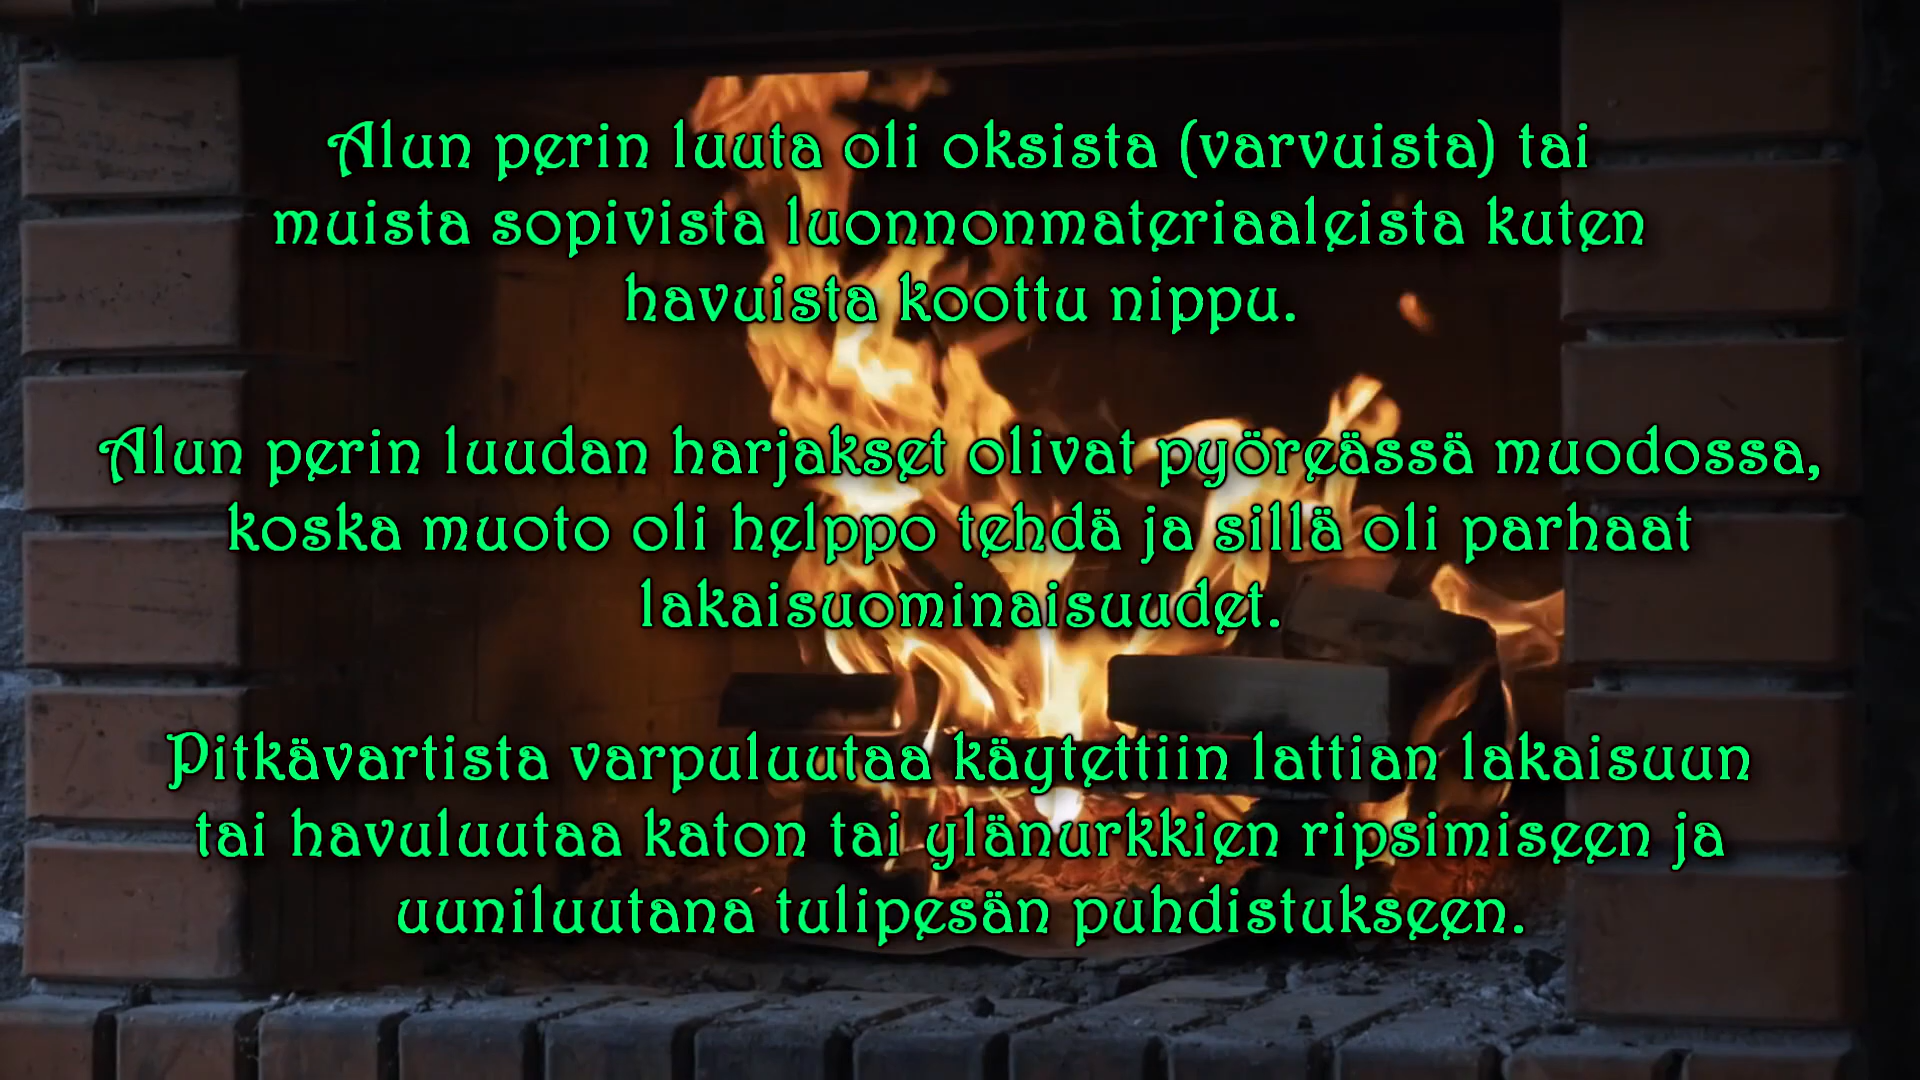 Alun perin luuta oli oksista (varvuista) tai
muista sopivista luonnonmateriaaleista kuten
havuista koottu nippu.
Alun perin luudan harjakset olivat pyöreässä muodossa,
koska muoto oli helppo tehdä ja sillä oli parhaat
lakaisuominaisuudet.
Pitkävartista varpuluutaa käytettiin lattian lakaisuun
tai havuluutaa katon tai ylänurkkien ripsimiseen ja
uuniluutana tulipesän puhdistukseen.